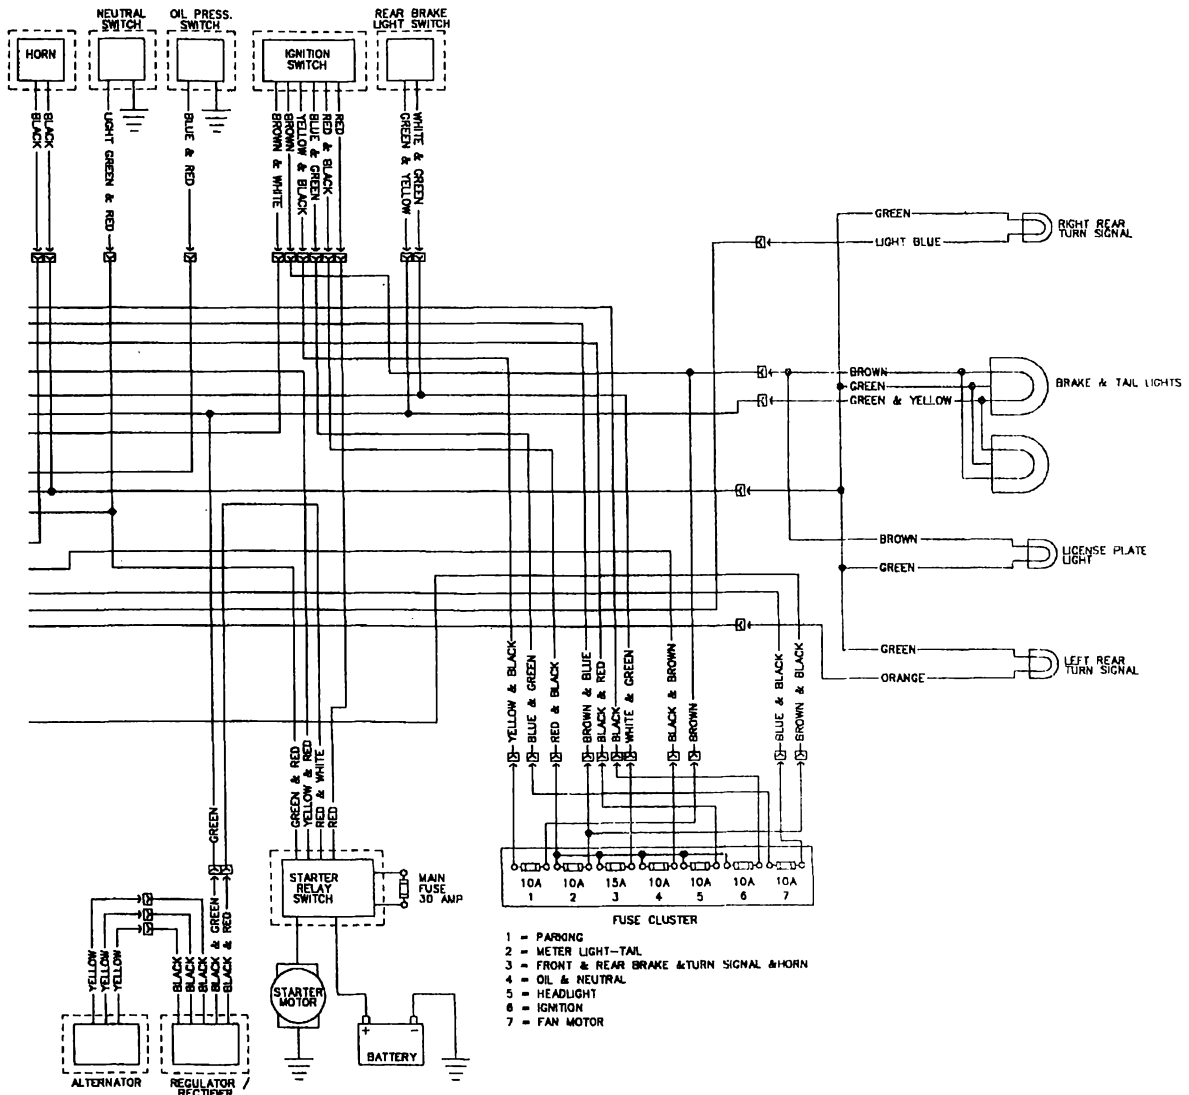 NEUTRAL
SWITCH
OIL PRESS.
SWITCH
REAR BRAKE
LIGHT SWITCH
HORN
IGNITION
SWITCH
BLACK
BLACK
LIGHT GREEN & RED
BLUE & RED
BROWN & WHITE
BROWN
YELLOW & BLACK
BLUE & GREEN
RED & BLACK
RED
GREEN & YELLOW
WHITE & GREEN
GREEN
LIGHT BLUE
RIGHT REAR
TURN SIGNAL
BROWN
GREEN
GREEN & YELLOW
BRAKE & TAIL LIGHTS
BROWN
GREEN
LICENSE PLATE
LIGHT
GREEN
ORANGE
LEFT REAR
TURN SIGNAL
YELLOW & BLACK
BLUE & GREEN
RED & BLACK
BROWN & BLUE
BLACK & RED
BLACK
WHITE & GREEN
BLACK & BROWN
BROWN
BLUE & BLACK
BROWN & BLACK
GREEN
GREEN & RED
YELLOW & RED
RED & WHITE
RED
STARTER
RELAY
SWITCH
MAIN
FUSE
30 AMP
10A
10A
15A
10A
10A
10A
10A
1
2
3
4
5
6
7
FUSE CLUSTER
1 = PARKING
2 = METER LIGHT-TAIL
3 = FRONT & REAR BRAKE &TURN SIGNAL &HORN
4 = OIL & NEUTRAL
5 = HEADLIGHT
6 = IGNITION
7 = FAN MOTOR
YELLOW
YELLOW
YELLOW
BLACK
BLACK
BLACK
BLACK & GREEN
BLACK & RED
STARTER
MOTOR
+ −
BATTERY
ALTERNATOR
REGULATOR
RECTIFIER